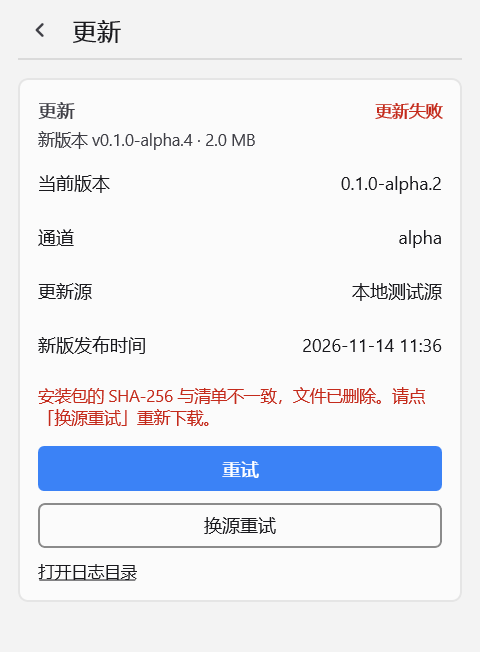 更新
更新 更新失败
新版本 v0.1.0-alpha.4 · 2.0 MB
当前版本 0.1.0-alpha.2
通道 alpha
更新源 本地测试源
新版发布时间 2026-11-14 11:36
安装包的 SHA-256 与清单不一致，文件已删除。请点
「换源重试」重新下载。
重试
换源重试
打开日志目录